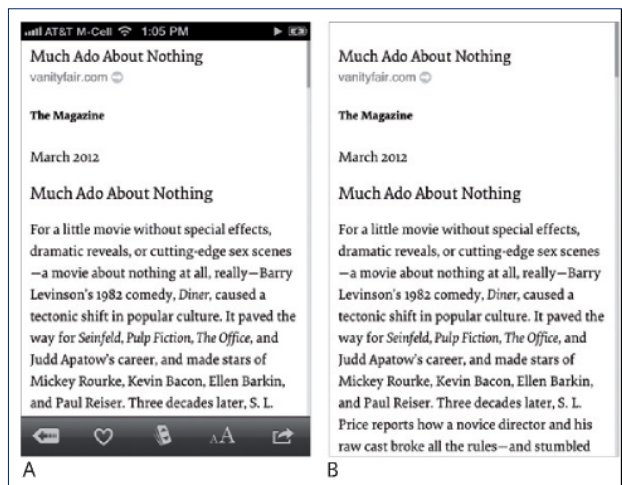 AT&T M-Cell 1:05 PM
Much Ado About Nothing
vanityfair.com
The Magazine
March 2012
Much Ado About Nothing
For a little movie without special effects,
dramatic reveals, or cutting-edge sex scenes
—a movie about nothing at all, really—Barry
Levinson's 1982 comedy, Diner, caused a
tectonic shift in popular culture. It paved the
way for Seinfeld, Pulp Fiction, The Office, and
Judd Apatow's career, and made stars of
Mickey Rourke, Kevin Bacon, Ellen Barkin,
and Paul Reiser. Three decades later, S. L.
AA
A
Much Ado About Nothing
vanityfair.com
The Magazine
March 2012
Much Ado About Nothing
For a little movie without special effects,
dramatic reveals, or cutting-edge sex scenes
—a movie about nothing at all, really—Barry
Levinson's 1982 comedy, Diner, caused a
tectonic shift in popular culture. It paved the
way for Seinfeld, Pulp Fiction, The Office, and
Judd Apatow's career, and made stars of
Mickey Rourke, Kevin Bacon, Ellen Barkin,
and Paul Reiser. Three decades later, S. L.
Price reports how a novice director and his
raw cast broke all the rules—and stumbled
B